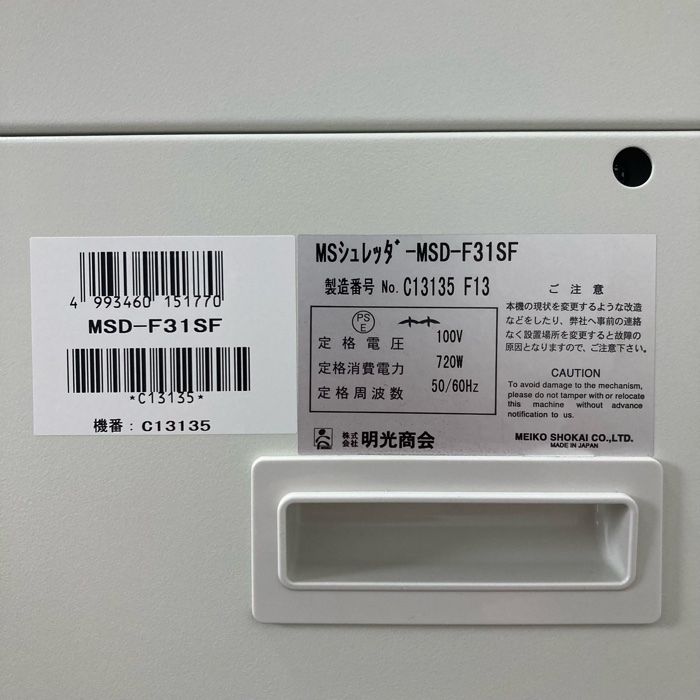 4 993460 151770
MSD-F31SF
*C13135*
機番：C13135
MSシュレッダｰMSD-F31SF
製造番号 No. C13135 F13
PS
E
定格電圧 100V
定格消費電力 720W
定格周波数 50/60Hz
株式会社 明光商会
ご注意
本機の現状を変更するような改造
などをしたり、弊社へ事前の連絡
なく設置場所を変更すると故障の
原因となりますので、ご注意下さい。
CAUTION
To avoid damage to the mechanism,
please do not tamper with or relocate
this machine without advance
notification to us.
MEIKO SHOKAI CO.,LTD.
MADE IN JAPAN